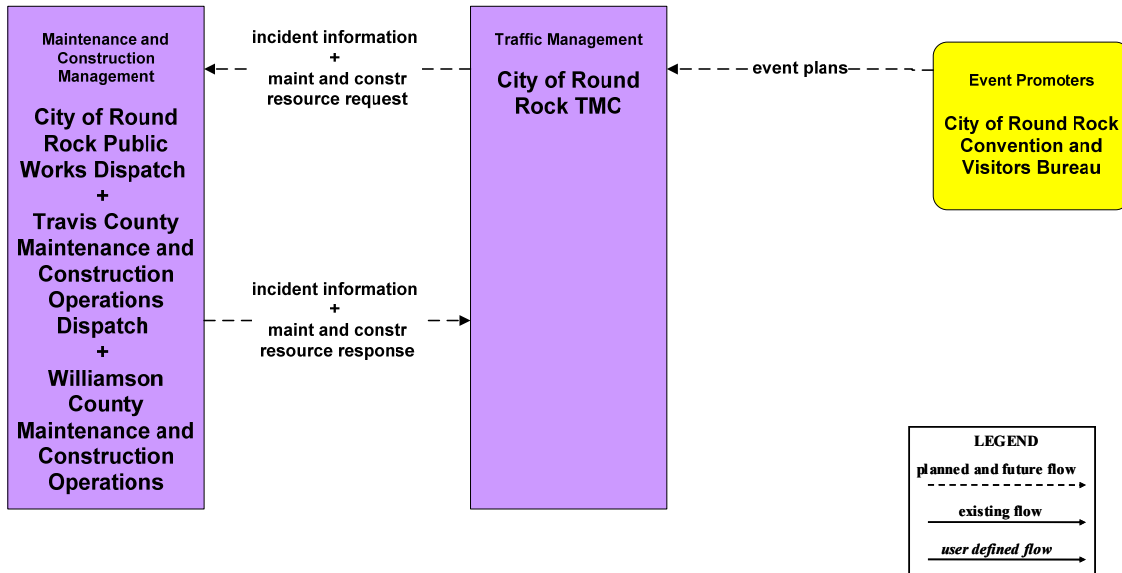 Maintenance and
Construction
Management
City of Round
Rock Public
Works Dispatch
+
Travis County
Maintenance and
Construction
Operations
Dispatch
+
Williamson
County
Maintenance and
Construction
Operations
incident information
+
maint and constr
resource request
incident information
+
maint and constr
resource response
Traffic Management
City of Round
Rock TMC
event plans
Event Promoters
City of Round Rock
Convention and
Visitors Bureau
LEGEND
planned and future flow
existing flow
user defined flow